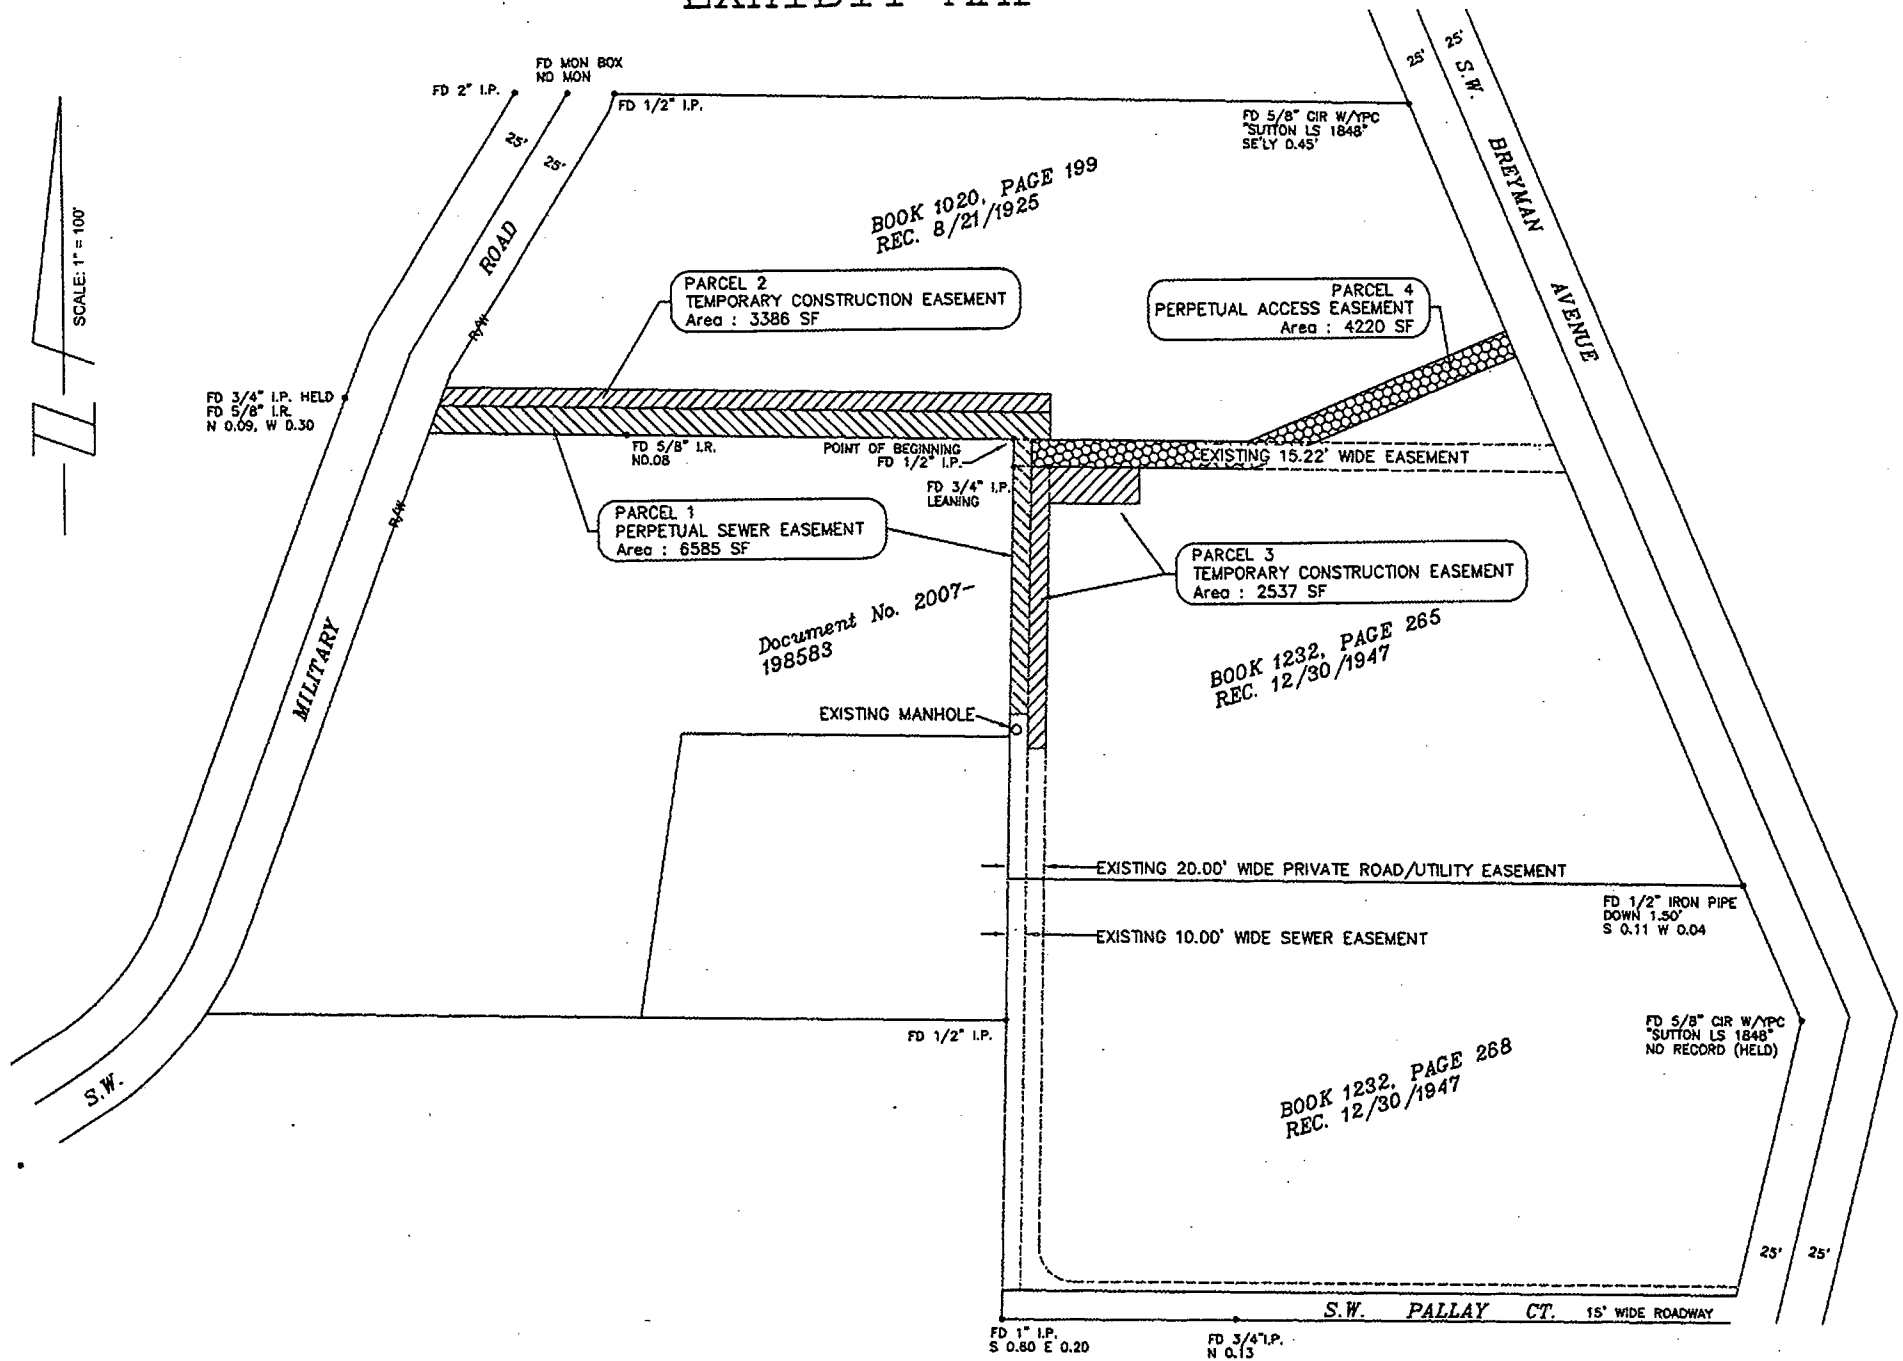 EXHIBIT MAP
FD MON BOX
NO MON
FD 2" I.P.
FD 1/2" I.P.
25'
25'
25'
25'
S.W.
BREYMAN
AVENUE
FD 5/8" CIR W/YPC
"SUTTON LS 1848"
SE'LY 0.45'
SCALE: 1" = 100'
BOOK 1020, PAGE 199
REC. 8/21/1925
ROAD
R/W
PARCEL 2
TEMPORARY CONSTRUCTION EASEMENT
Area : 3386 SF
PARCEL 4
PERPETUAL ACCESS EASEMENT
Area : 4220 SF
FD 3/4" I.P. HELD
FD 5/8" I.R.
N 0.09, W 0.30
FD 5/8" I.R.
N0.08
POINT OF BEGINNING
FD 1/2" I.P.
EXISTING 15.22' WIDE EASEMENT
FD 3/4" I.P.
LEANING
R/W
PARCEL 1
PERPETUAL SEWER EASEMENT
Area : 6585 SF
PARCEL 3
TEMPORARY CONSTRUCTION EASEMENT
Area : 2537 SF
Document No. 2007-
198583
BOOK 1232, PAGE 265
REC. 12/30/1947
MILITARY
EXISTING MANHOLE
EXISTING 20.00' WIDE PRIVATE ROAD/UTILITY EASEMENT
FD 1/2" IRON PIPE
DOWN 1.50'
S 0.11 W 0.04
EXISTING 10.00' WIDE SEWER EASEMENT
FD 1/2" I.P.
FD 5/8" CIR W/YPC
"SUTTON LS 1848"
NO RECORD (HELD)
S.W.
BOOK 1232, PAGE 268
REC. 12/30/1947
25'
25'
S.W. PALLAY CT. 15' WIDE ROADWAY
FD 1" I.P.
S 0.80 E 0.20
FD 3/4"I.P.
N 0.13